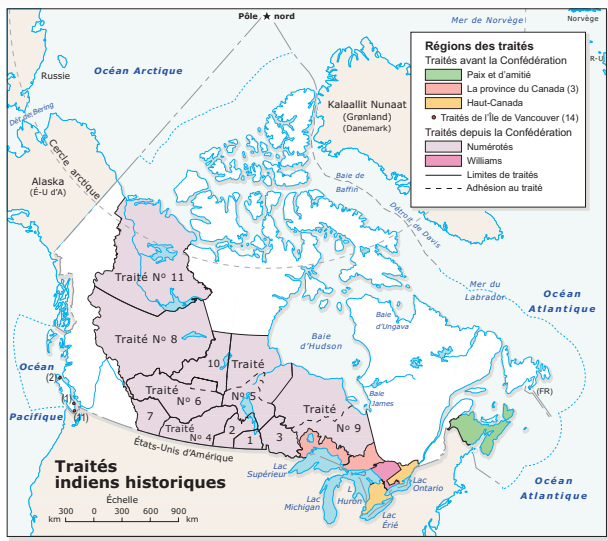 Pôle ★ nord
Mer de Norvège
Norvège
R-U
Russie
Océan Arctique
Kalaallit Nunaat
(Grønland)
(Danemark)
Dét de Bering
Cercle arctique
Alaska
(É-U d'A)
Baie de
Baffin
Détroit de Davis
Mer du
Labrador
Océan
Atlantique
Régions des traités
Traités avant la Confédération
Paix et d'amitié
La province du Canada (3)
Haut-Canada
Traités de l'Île de Vancouver (14)
Traités depuis la Confédération
Numérotés
Williams
Limites de traités
Adhésion au traité
Traité Nº 11
Traité Nº 8
10
Traité
Nº 5
Traité
Nº 6
7
Traité
Nº 4
2
1
3
Traité
Nº 9
Baie
d'Hudson
Baie
d'Ungava
Baie
James
Océan
Pacifique
(2)
(1)
(11)
(FR)
États-Unis d'Amérique
Lac
Supérieur
Lac
Michigan
L
Huron
Lac
Ontario
Lac
Érié
Océan
Atlantique
Traités
indiens historiques
Échelle
300 0 300 600 900
km km